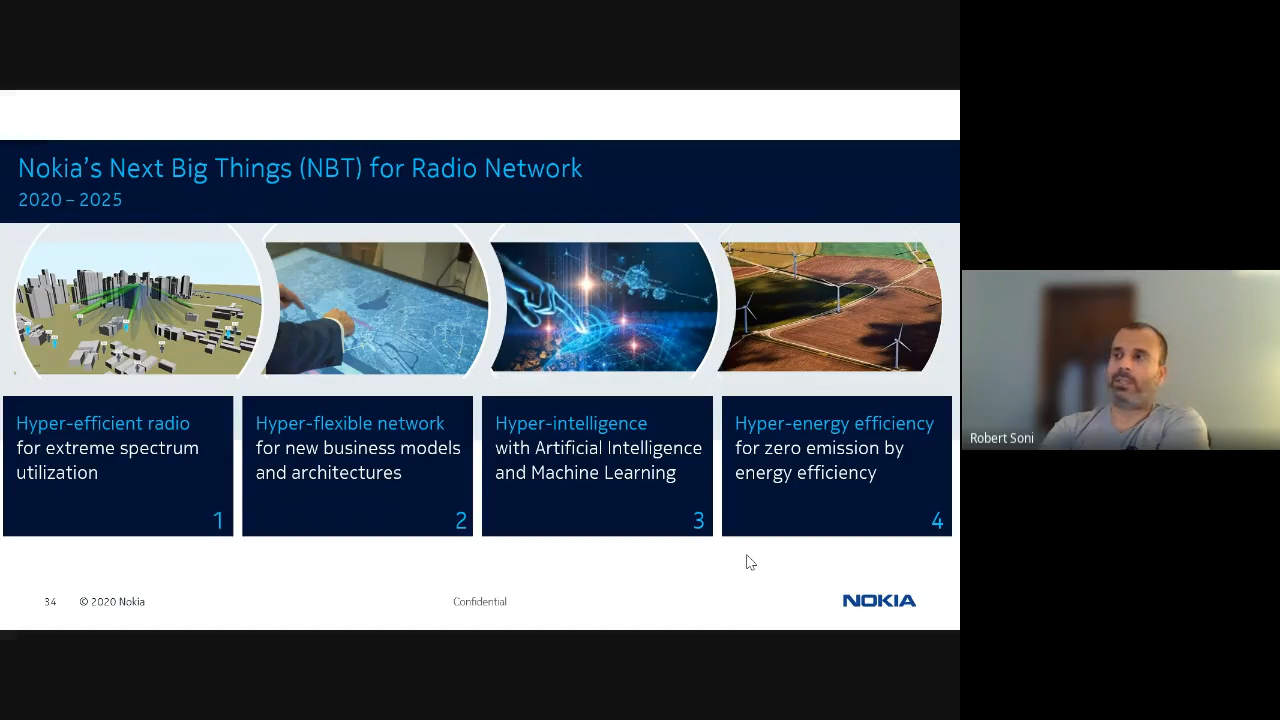 Nokia's Next Big Things (NBT) for Radio Network
2020 – 2025
Hyper-efficient radio
for extreme spectrum
utilization
1
Hyper-flexible network
for new business models
and architectures
2
Hyper-intelligence
with Artificial Intelligence
and Machine Learning
3
Hyper-energy efficiency
for zero emission by
energy efficiency
4
34 © 2020 Nokia
Confidential
NOKIA
Robert Soni